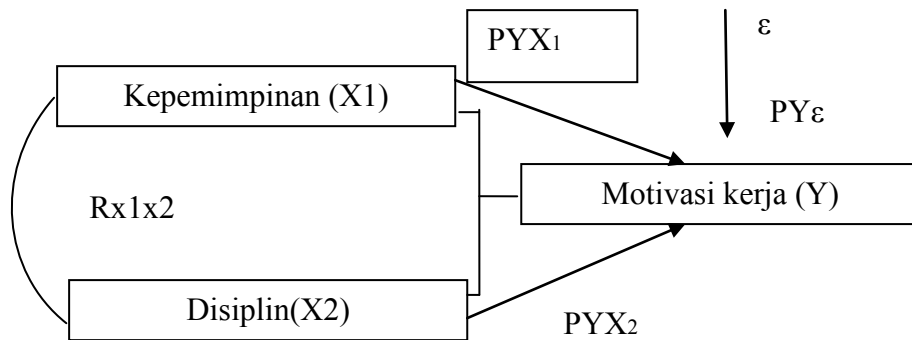 PYX₁
ε
Kepemimpinan (X1)
PYε
Motivasi kerja (Y)
Rx1x2
Disiplin(X2)
PYX₂